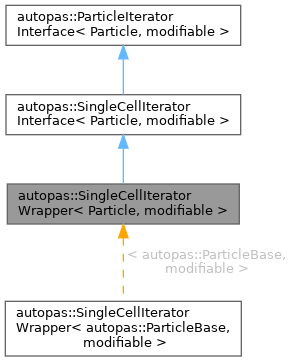 autopas::ParticleIterator
Interface< Particle, modifiable >
autopas::SingleCellIterator
Interface< Particle, modifiable >
autopas::SingleCellIterator
Wrapper< Particle, modifiable >
< autopas::ParticleBase,
modifiable >
autopas::SingleCellIterator
Wrapper< autopas::ParticleBase,
modifiable >